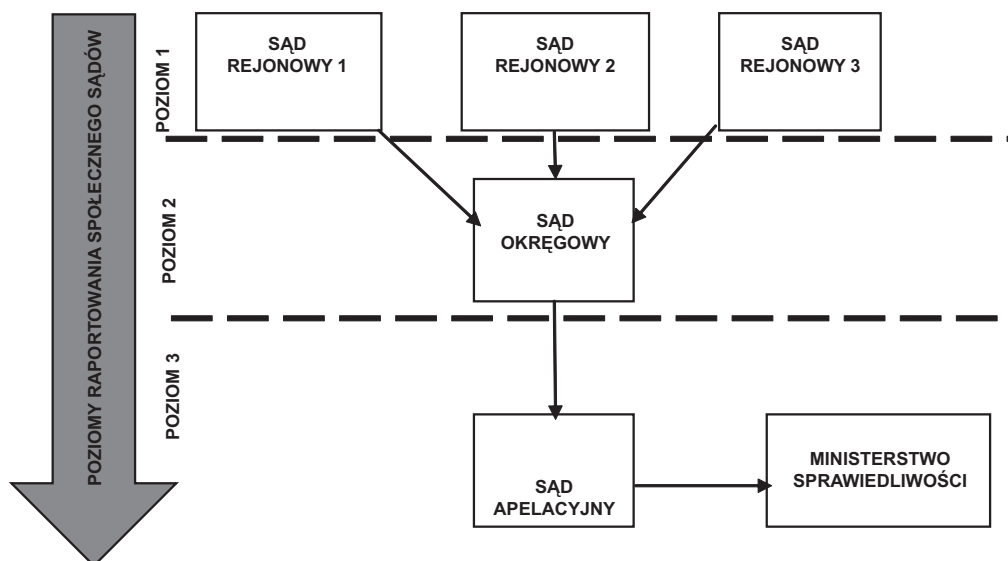 POZIOMY RAPORTOWANIA SPOŁECZNEGO SĄDÓW
POZIOM 1
SĄD
REJONOWY 1
SĄD
REJONOWY 2
SĄD
REJONOWY 3
POZIOM 2
SĄD
OKRĘGOWY
POZIOM 3
SĄD
APELACYJNY
MINISTERSTWO
SPRAWIEDLIWOŚCI